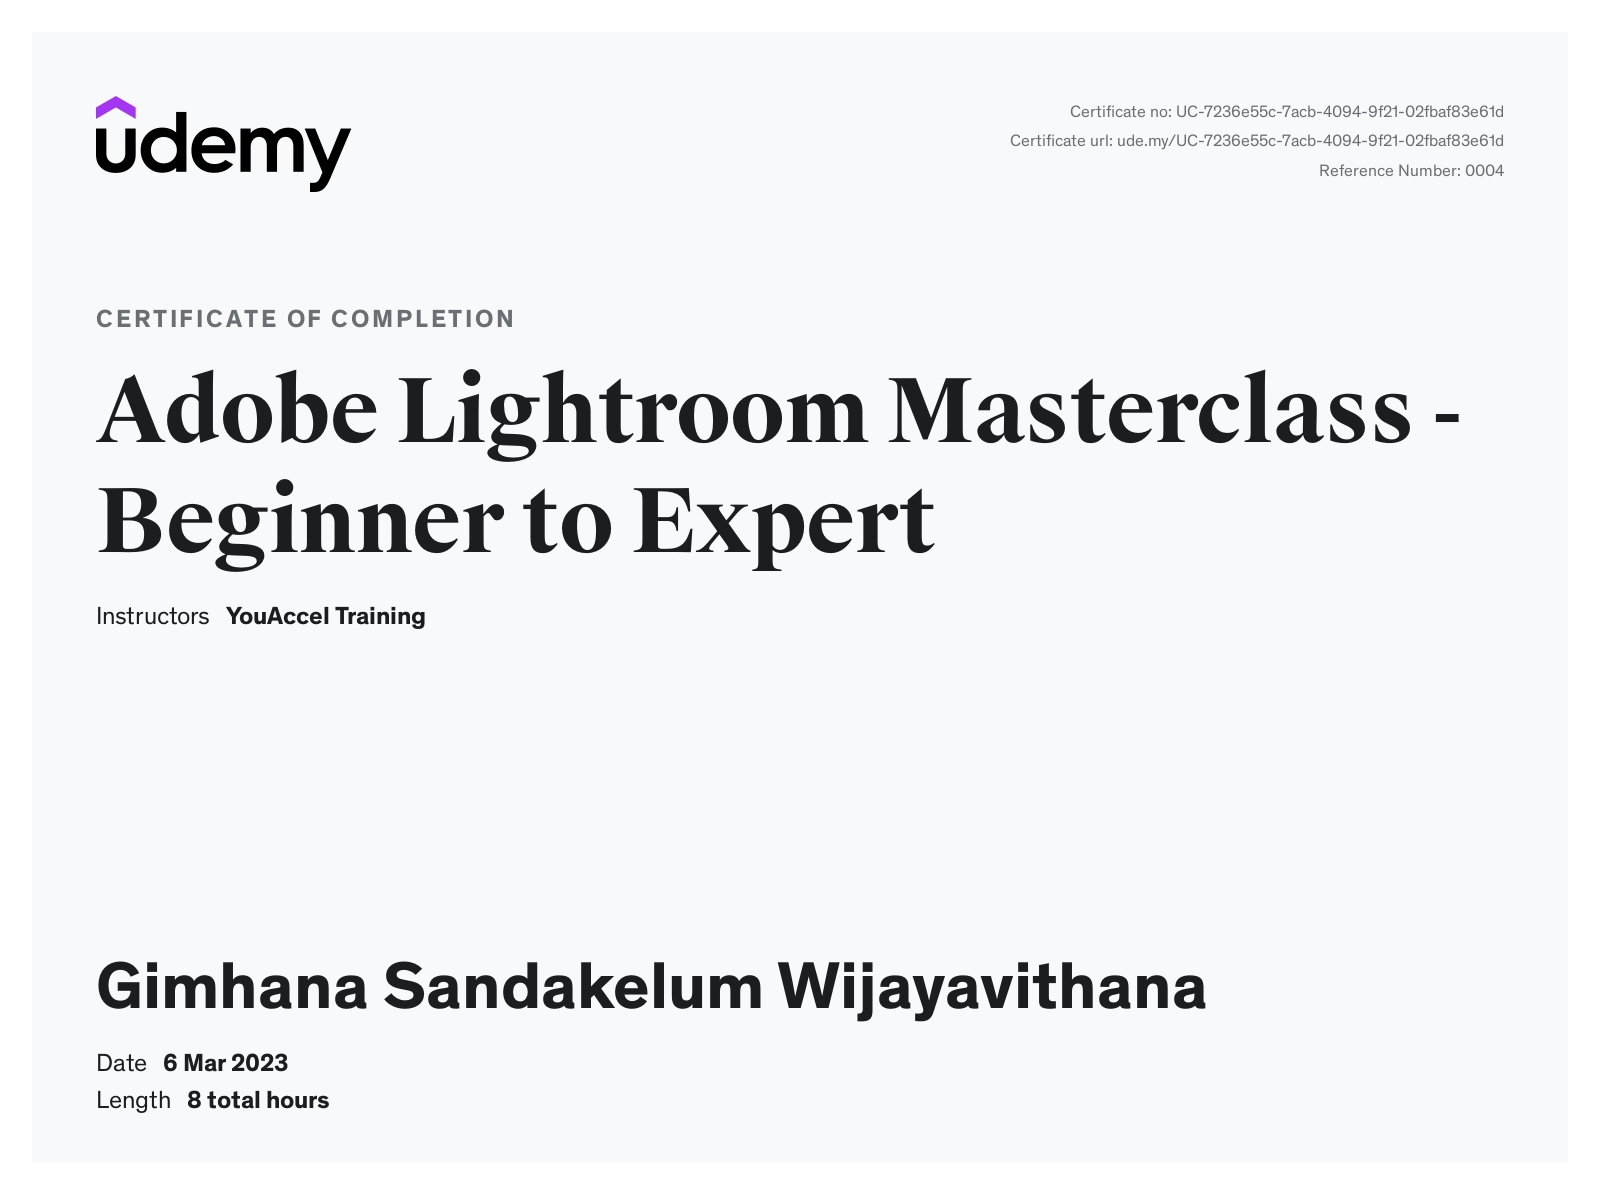 udemy
Certificate no: UC-7236e55c-7acb-4094-9f21-02fbaf83e61d
Certificate url: ude.my/UC-7236e55c-7acb-4094-9f21-02fbaf83e61d
Reference Number: 0004
CERTIFICATE OF COMPLETION
Adobe Lightroom Masterclass -
Beginner to Expert
Instructors YouAccel Training
Gimhana Sandakelum Wijayavithana
Date 6 Mar 2023
Length 8 total hours